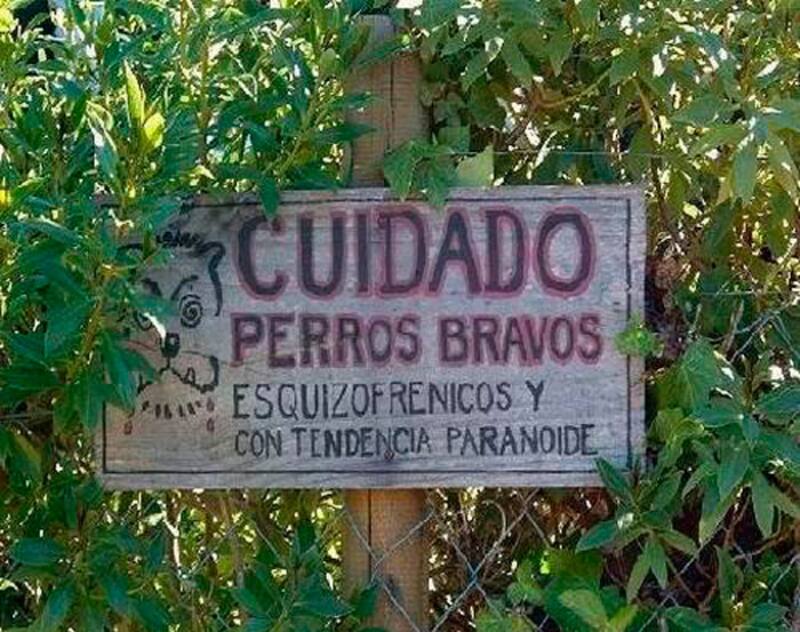 CUIDADO
PERROS BRAVOS
ESQUIZOFRENICOS Y
CON TENDENCIA PARANOIDE